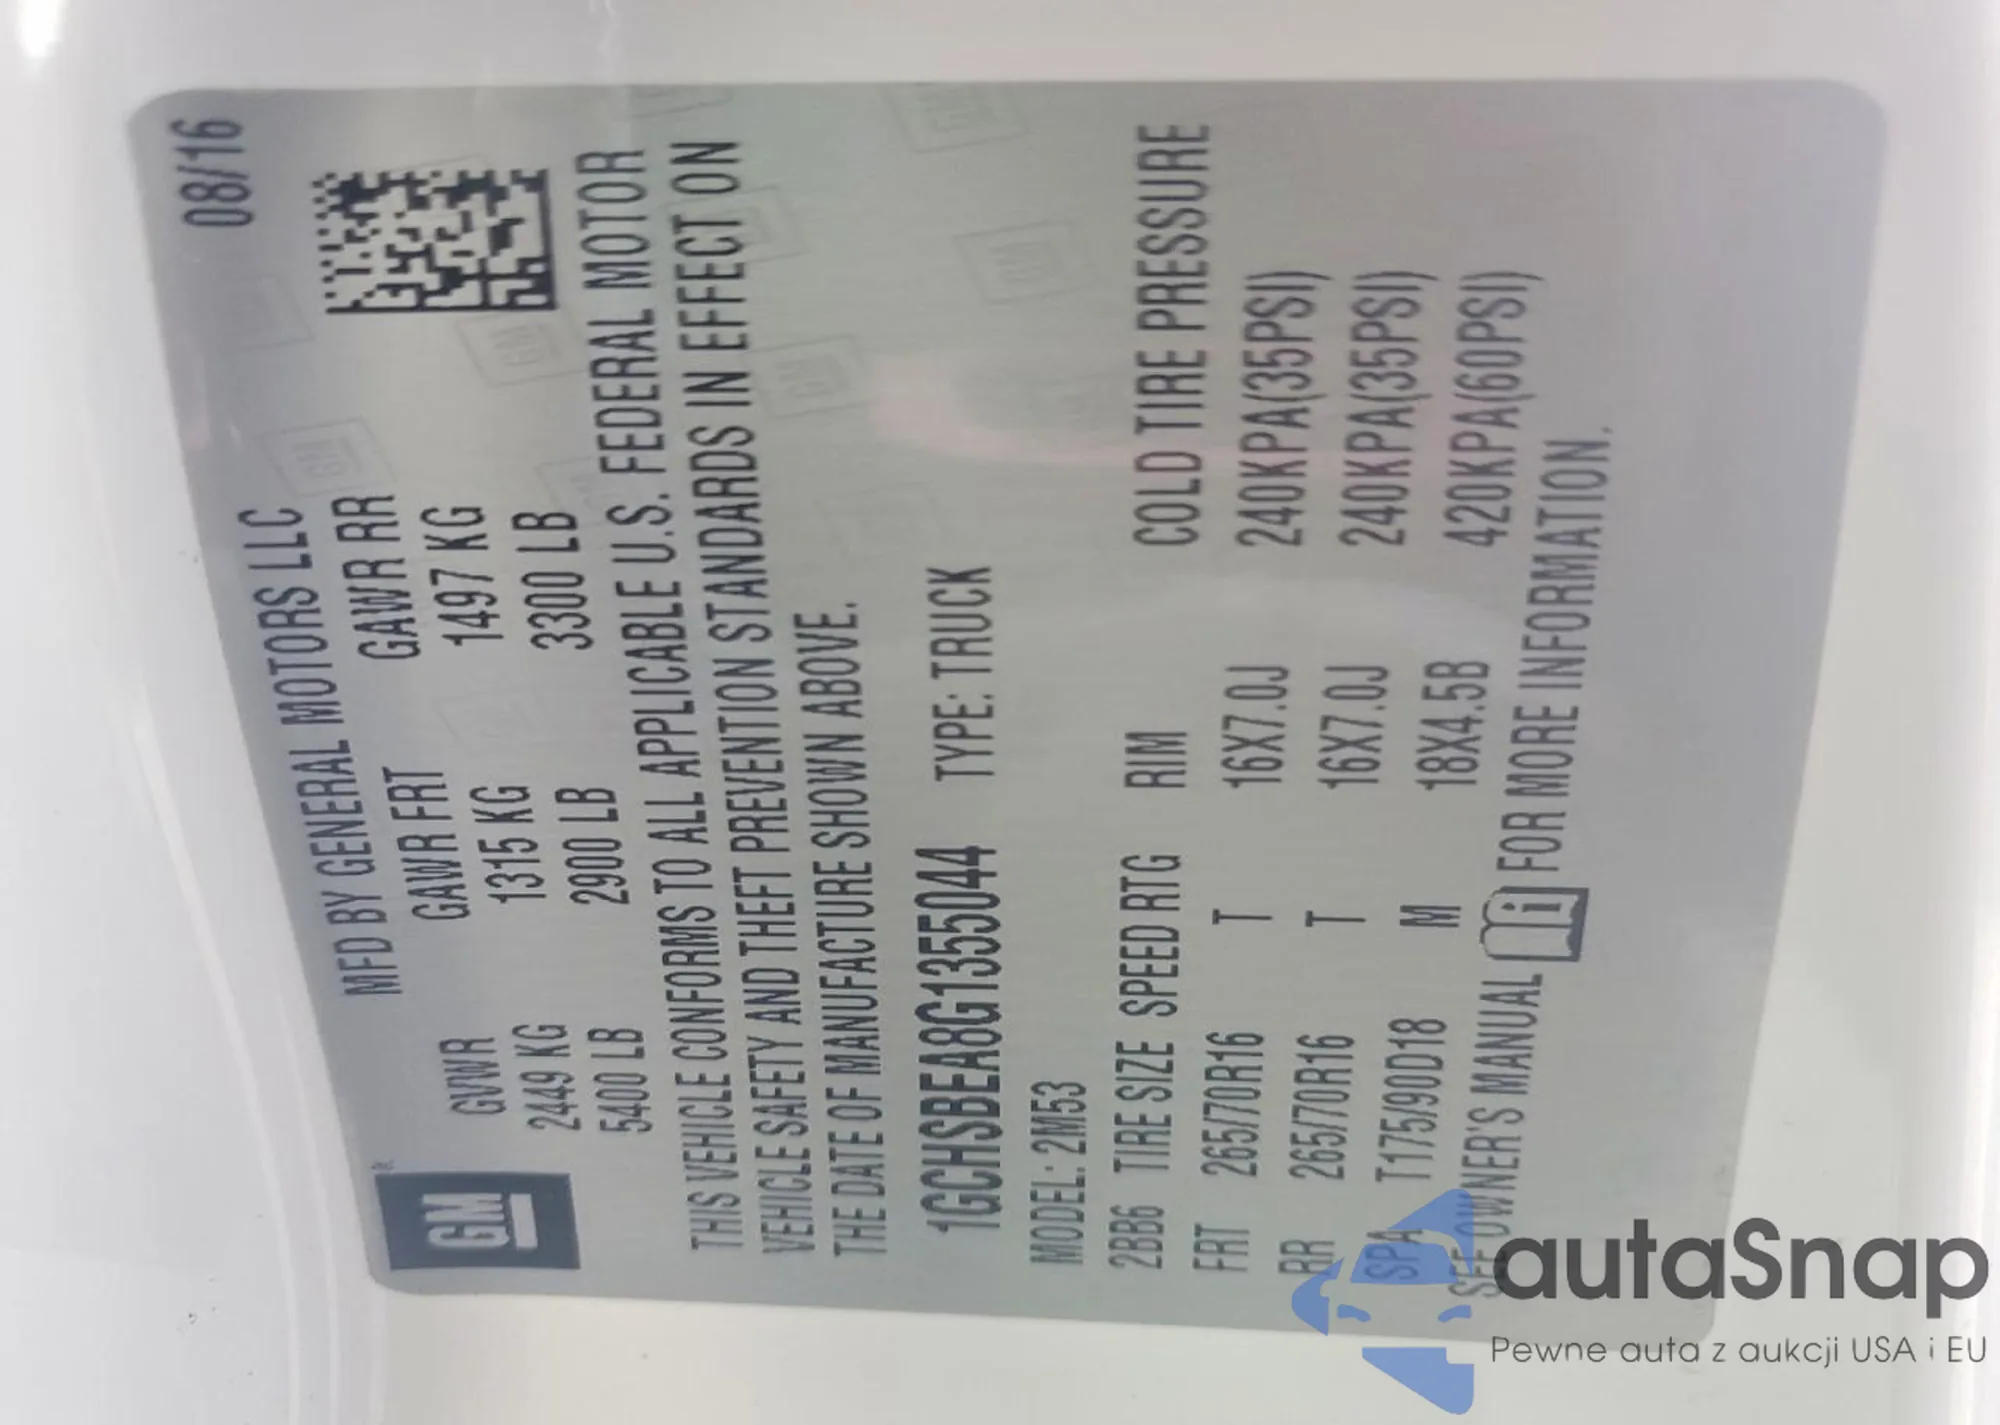 08/16
MFD BY GENERAL MOTORS LLC
GM
GVWR GAWR FRT GAWR RR
2449 KG 1315 KG 1497 KG
5400 LB 2900 LB 3300 LB
THIS VEHICLE CONFORMS TO ALL APPLICABLE U.S. FEDERAL MOTOR
VEHICLE SAFETY AND THEFT PREVENTION STANDARDS IN EFFECT ON
THE DATE OF MANUFACTURE SHOWN ABOVE.
1GCHSBEA8G1355044 TYPE: TRUCK
MODEL: 2M53
2BB6 TIRE SIZE SPEED RTG RIM COLD TIRE PRESSURE
FRT 265/70R16 T 16X7.0J 240KPA(35PSI)
RR 265/70R16 T 16X7.0J 240KPA(35PSI)
SPA T175/90D18 M 18X4.5B 420KPA(60PSI)
SEE OWNER'S MANUAL i FOR MORE INFORMATION.
autaSnap
Pewne auta z aukcji USA i EU